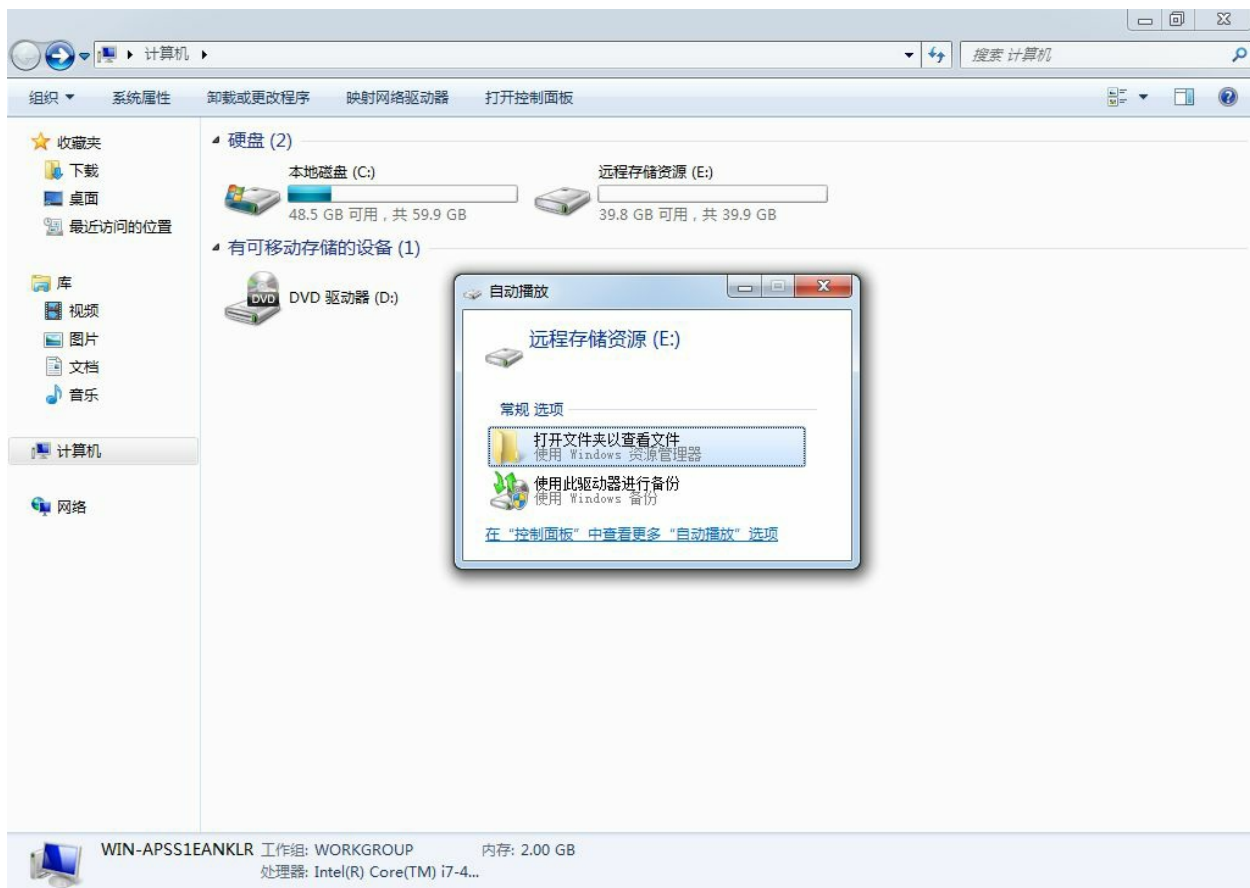 计算机
搜索 计算机
组织 系统属性 卸载或更改程序 映射网络驱动器 打开控制面板
收藏夹
下载
桌面
最近访问的位置
库
视频
图片
文档
音乐
计算机
网络
硬盘 (2)
本地磁盘 (C:)
48.5 GB 可用，共 59.9 GB
远程存储资源 (E:)
39.8 GB 可用，共 39.9 GB
有可移动存储的设备 (1)
DVD
DVD 驱动器 (D:)
自动播放
远程存储资源 (E:)
常规 选项
打开文件夹以查看文件
使用 Windows 资源管理器
使用此驱动器进行备份
使用 Windows 备份
在 "控制面板" 中查看更多 "自动播放" 选项
WIN-APSS1EANKLR 工作组: WORKGROUP 内存: 2.00 GB
处理器: Intel(R) Core(TM) i7-4...